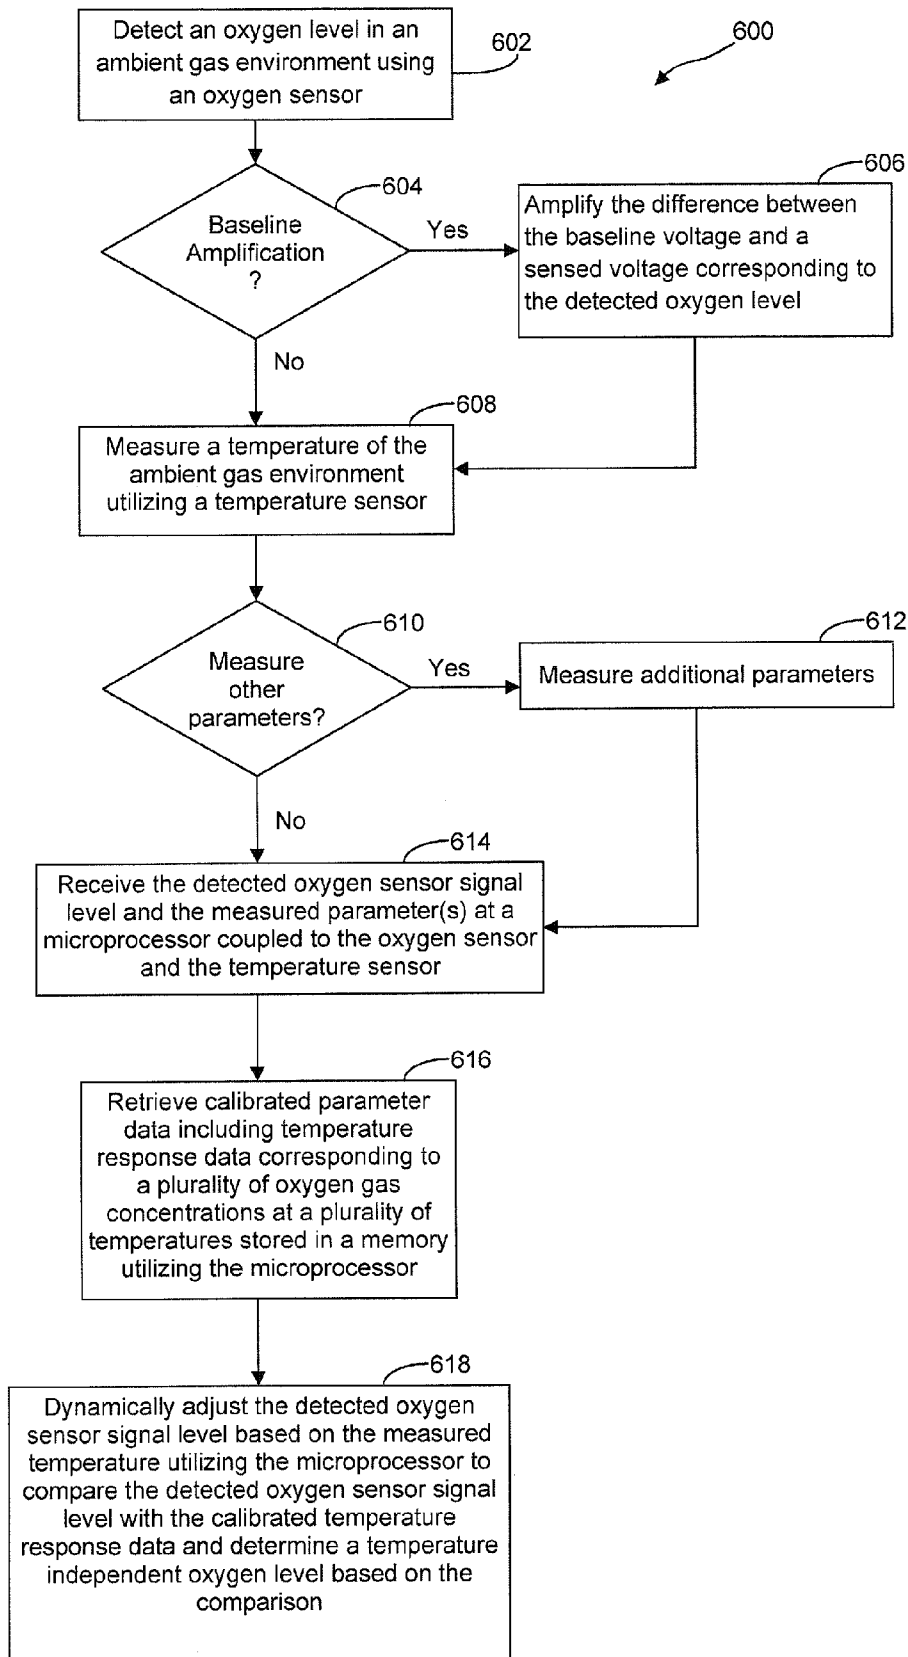 Detect an oxygen level in an
ambient gas environment using
an oxygen sensor
602
600
604
Baseline
Amplification
?
Yes
606
Amplify the difference between
the baseline voltage and a
sensed voltage corresponding to
the detected oxygen level
No
608
Measure a temperature of the
ambient gas environment
utilizing a temperature sensor
610
Measure
other
parameters?
Yes
612
Measure additional parameters
No
614
Receive the detected oxygen sensor signal
level and the measured parameter(s) at a
microprocessor coupled to the oxygen sensor
and the temperature sensor
616
Retrieve calibrated parameter
data including temperature
response data corresponding to
a plurality of oxygen gas
concentrations at a plurality of
temperatures stored in a memory
utilizing the microprocessor
618
Dynamically adjust the detected oxygen
sensor signal level based on the measured
temperature utilizing the microprocessor to
compare the detected oxygen sensor signal
level with the calibrated temperature
response data and determine a temperature
independent oxygen level based on the
comparison